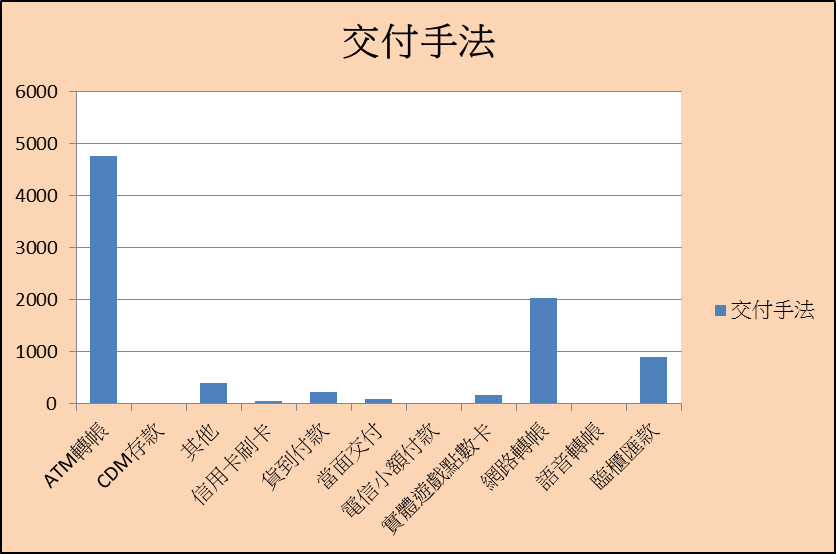 交付手法
6000
5000
4000
3000
2000
1000
0
ATM轉帳
CDM存款
其他
信用卡刷卡
貨到付款
當面交付
電信小額付款
實體遊戲點數卡
網路轉帳
語音轉帳
臨櫃匯款
交付手法